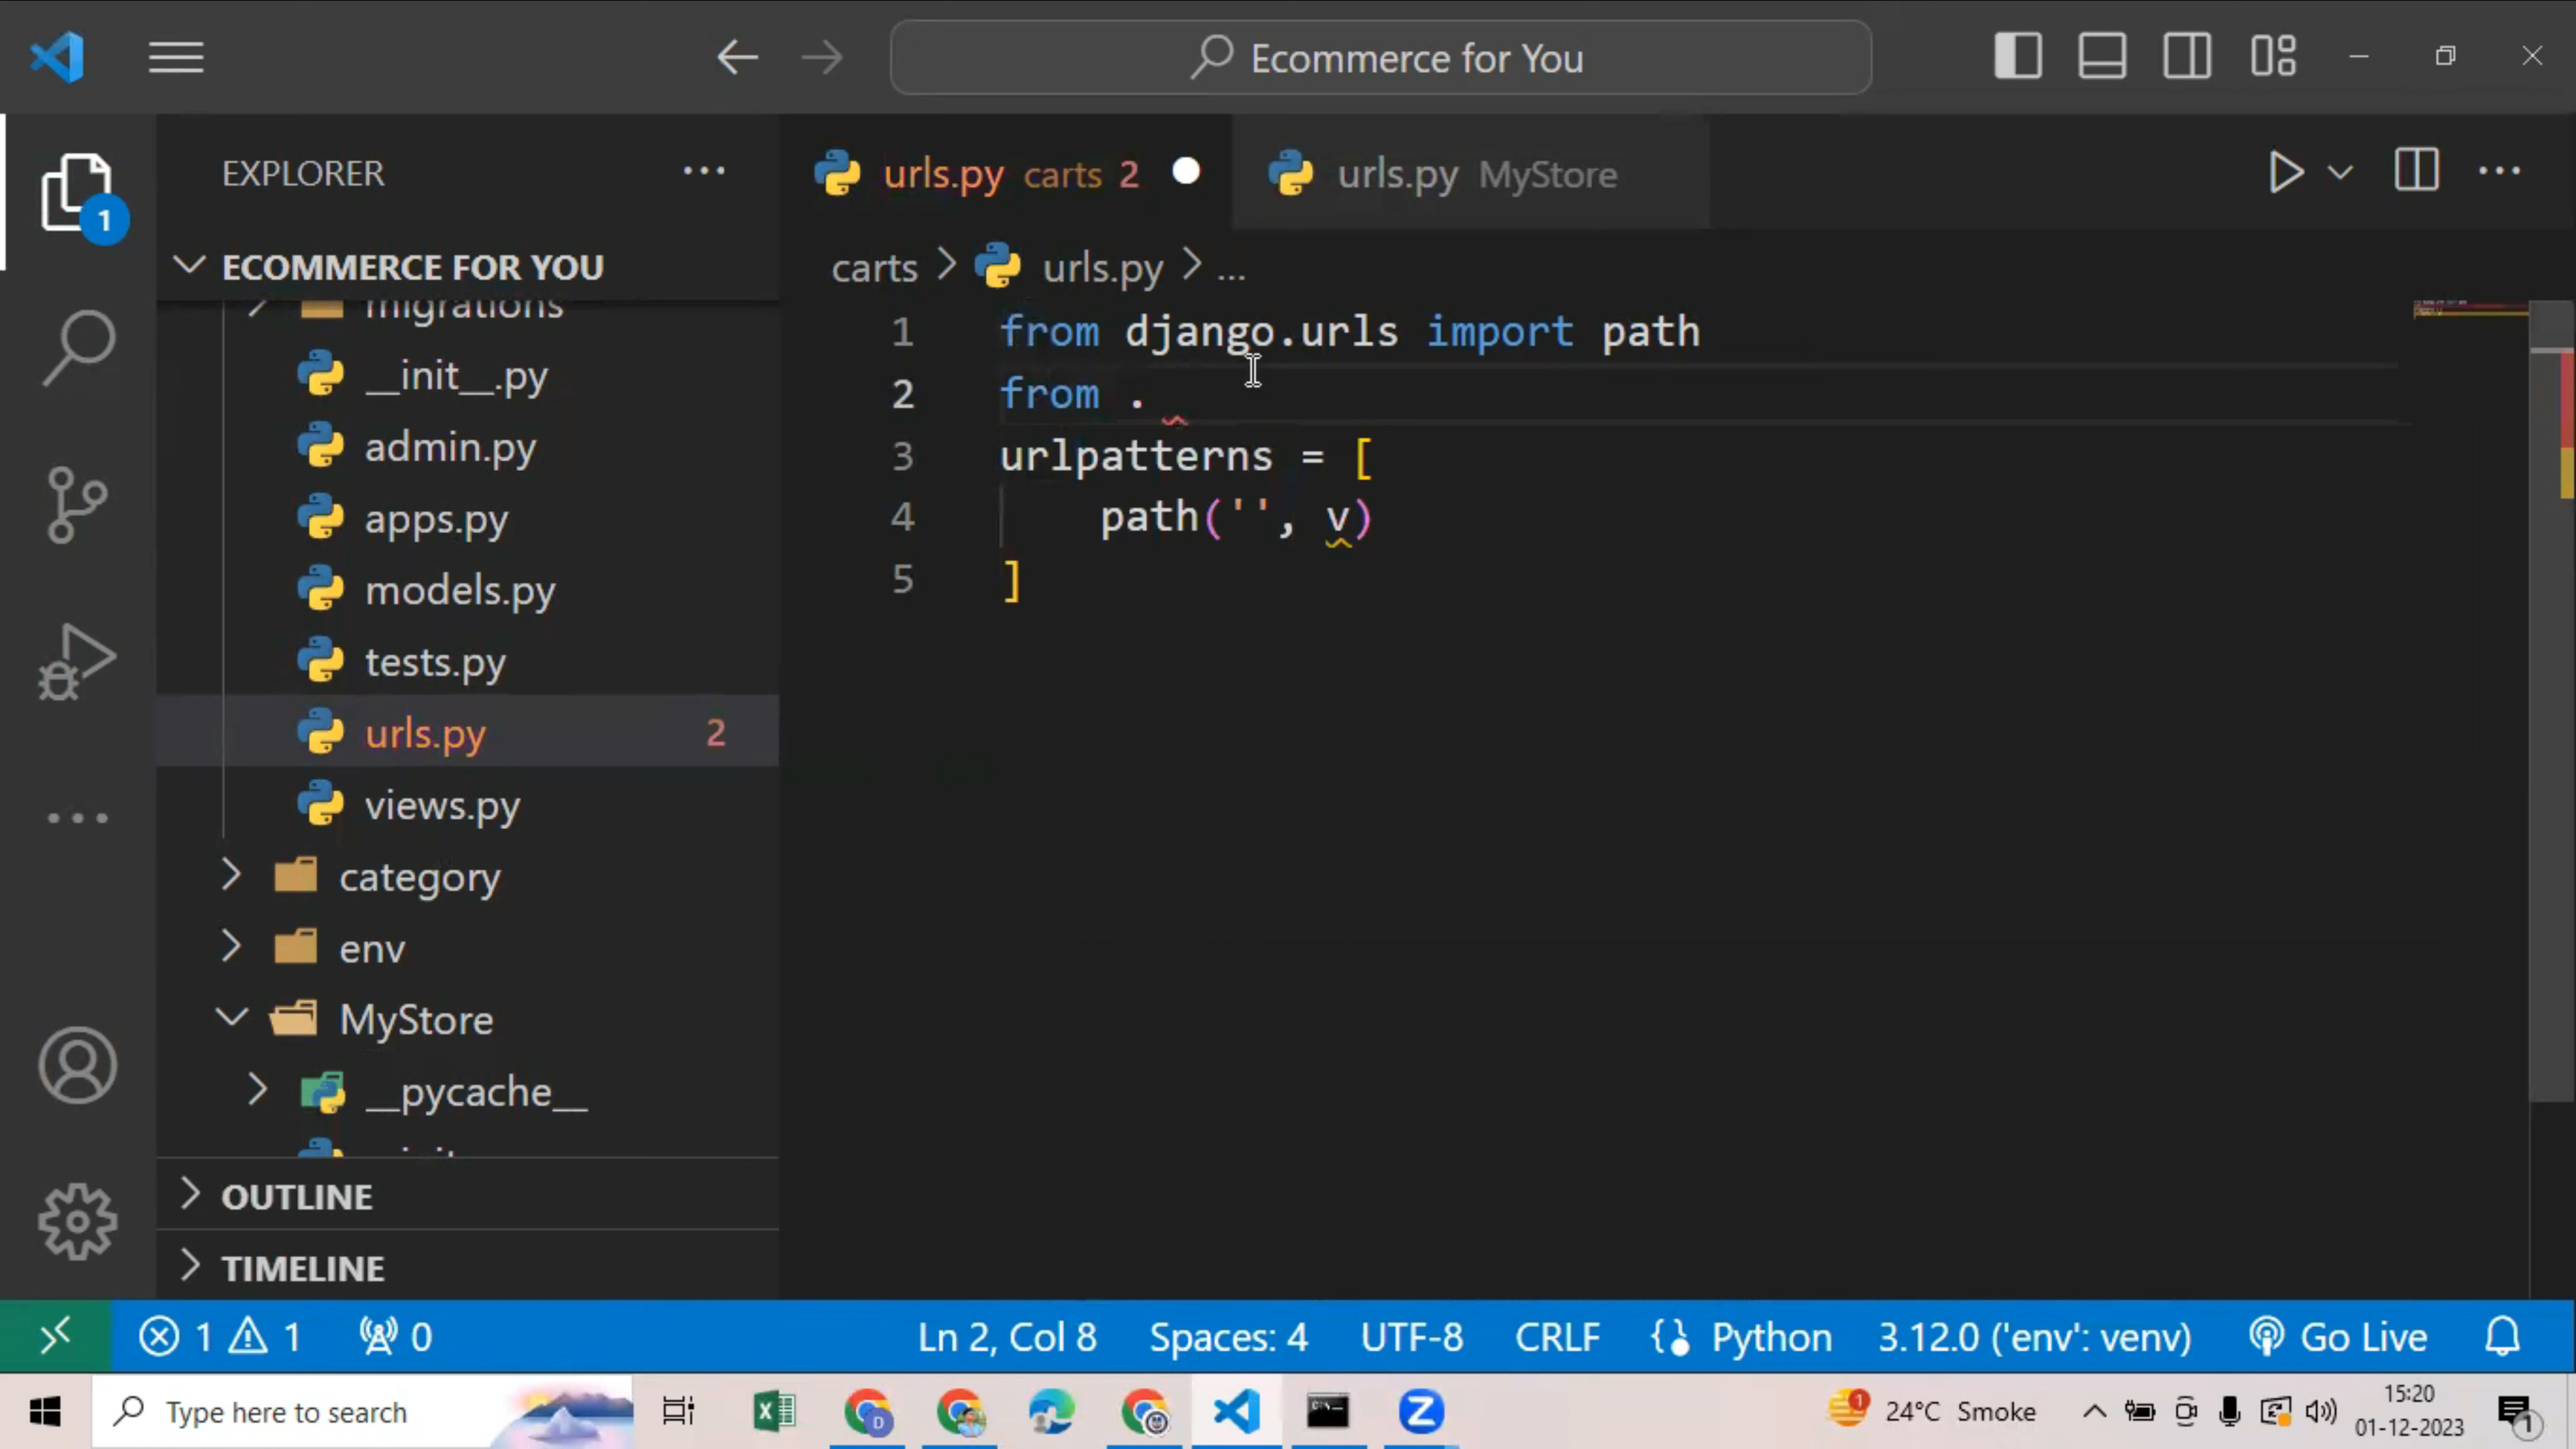 Ecommerce for You
EXPLORER
urls.py carts 2
urls.py MyStore
1
ECOMMERCE FOR YOU
carts > urls.py > ...
migrations
__init__.py
admin.py
apps.py
models.py
tests.py
urls.py 2
views.py
category
env
MyStore
__pycache__
OUTLINE
TIMELINE
1 from django.urls import path
2 from .
3 urlpatterns = [
4 path('', v)
5 ]
1 1 0
Ln 2, Col 8 Spaces: 4 UTF-8 CRLF {} Python 3.12.0 ('env': venv) Go Live
Type here to search
D
Z
1
24°C Smoke
15:20
01-12-2023
1